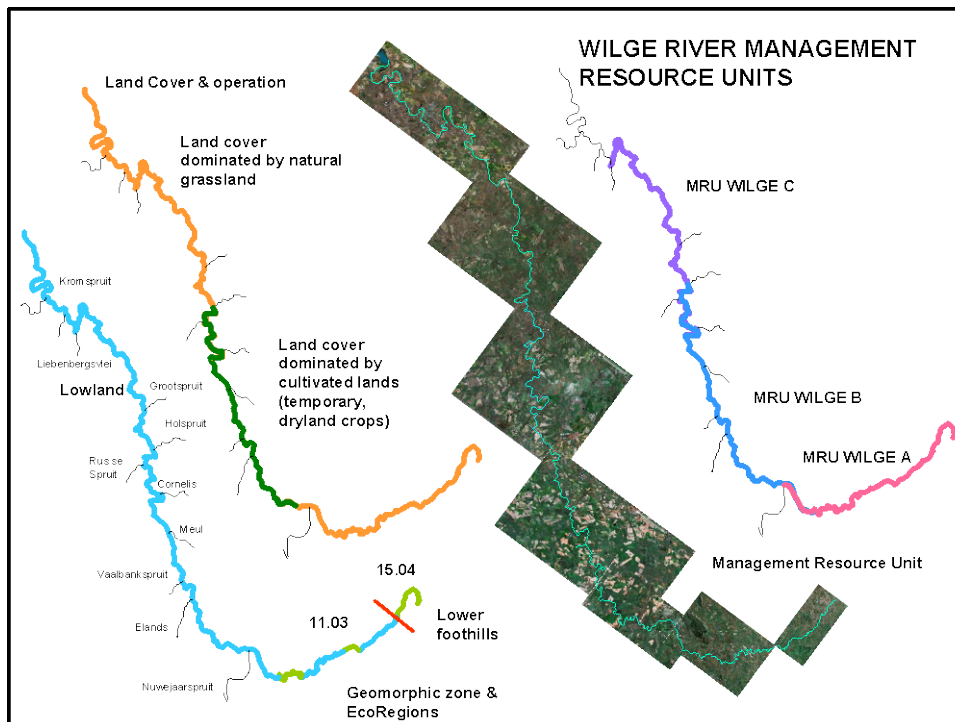 WILGE RIVER MANAGEMENT
RESOURCE UNITS
Land Cover & operation
Land cover
dominated by natural
grassland
MRU WILGE C
Kromspruit
Liebenbergsvlei
Lowland
Grootspruit
Holspruit
Russe
Spruit
Cornelis
Meul
Vaalbankspruit
Elands
Nuwejaarspruit
Land cover
dominated by
cultivated lands
(temporary,
dryland crops)
MRU WILGE B
MRU WILGE A
Management Resource Unit
15.04
11.03
Lower
foothills
Geomorphic zone &
EcoRegions